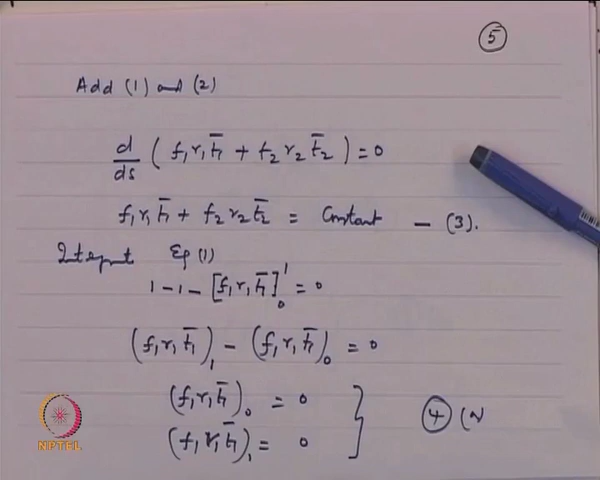 5
Add (1) and (2)
d/ds ( f₁ r₁ t̄₁ + f₂ r₂ t̄₂ ) = 0
f₁ r₁ t̄₁ + f₂ r₂ t̄₂ = Constant — (3).
Integrate Eq (1)
1 - 1 - [f₁ r₁ t̄₁]₀¹ = 0
(f₁ r₁ t̄₁)₁ - (f₁ r₁ t̄₁)₀ = 0
(f₁ r₁ t̄₁)₀ = 0
(f₁ r₁ t̄₁)₁ = 0 } 4 (N
NPTEL